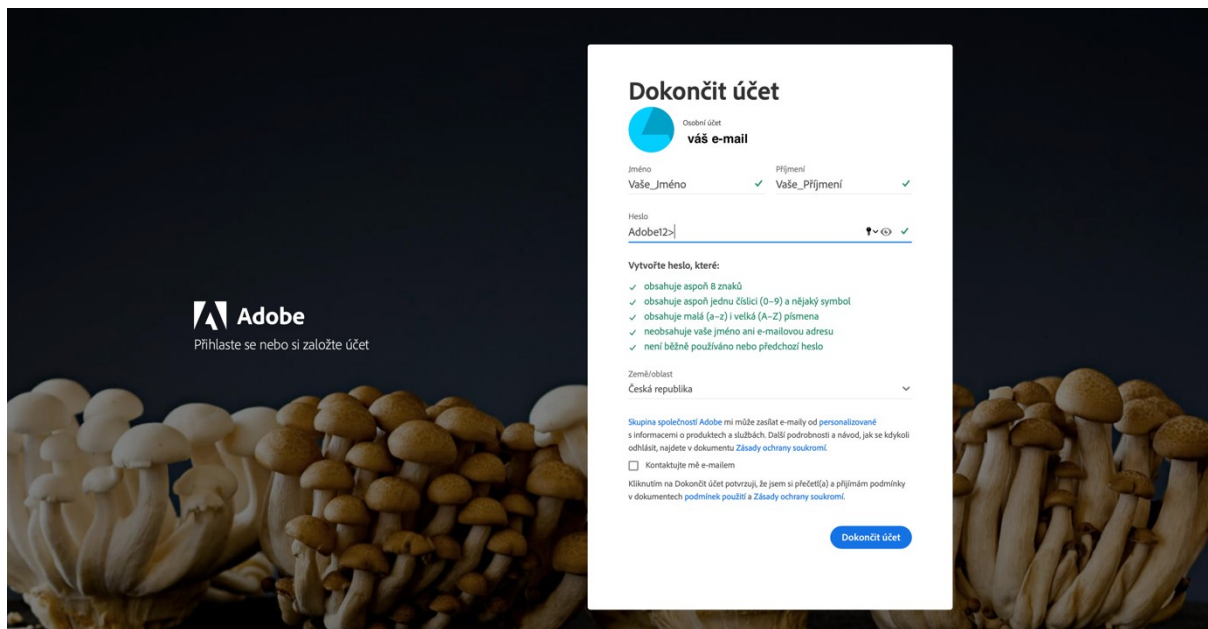 Dokončit účet
Osobní účet
váš e-mail
Jméno
Příjmení
Vaše_Jméno
Vaše_Příjmení
Heslo
Adobe12>
Vytvořte heslo, které:
obsahuje aspoň 8 znaků
obsahuje aspoň jednu číslici (0–9) a nějaký symbol
obsahuje malá (a–z) i velká (A–Z) písmena
neobsahuje vaše jméno ani e-mailovou adresu
není běžně používáno nebo předchozí heslo
Adobe
Přihlaste se nebo si založte účet
Země/oblast
Česká republika
Skupina společností Adobe mi může zasílat e-maily od personalizované
s informacemi o produktech a službách. Další podrobnosti a návod, jak se kdykoli
odhlásit, najdete v dokumentu Zásady ochrany soukromí.
Kontaktujte mě e-mailem
Kliknutím na Dokončit účet potvrzuji, že jsem si přečetl(a) a přijímám podmínky
v dokumentech podmínek použití a Zásady ochrany soukromí.
Dokončit účet